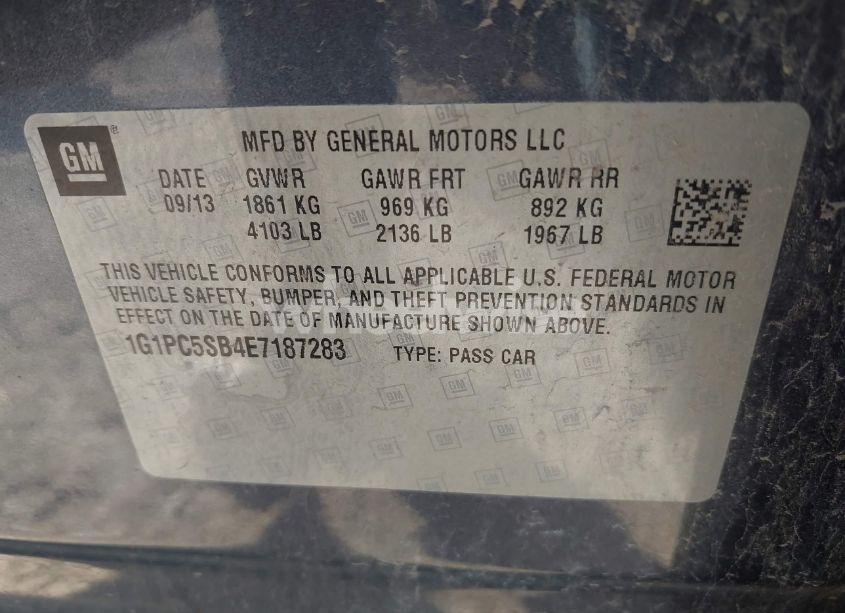 GM
MFD BY GENERAL MOTORS LLC
DATE GVWR GAWR FRT GAWR RR
09/13 1861 KG 969 KG 892 KG
4103 LB 2136 LB 1967 LB
THIS VEHICLE CONFORMS TO ALL APPLICABLE U.S. FEDERAL MOTOR
VEHICLE SAFETY, BUMPER, AND THEFT PREVENTION STANDARDS IN
EFFECT ON THE DATE OF MANUFACTURE SHOWN ABOVE.
1G1PC5SB4E7187283 TYPE: PASS CAR